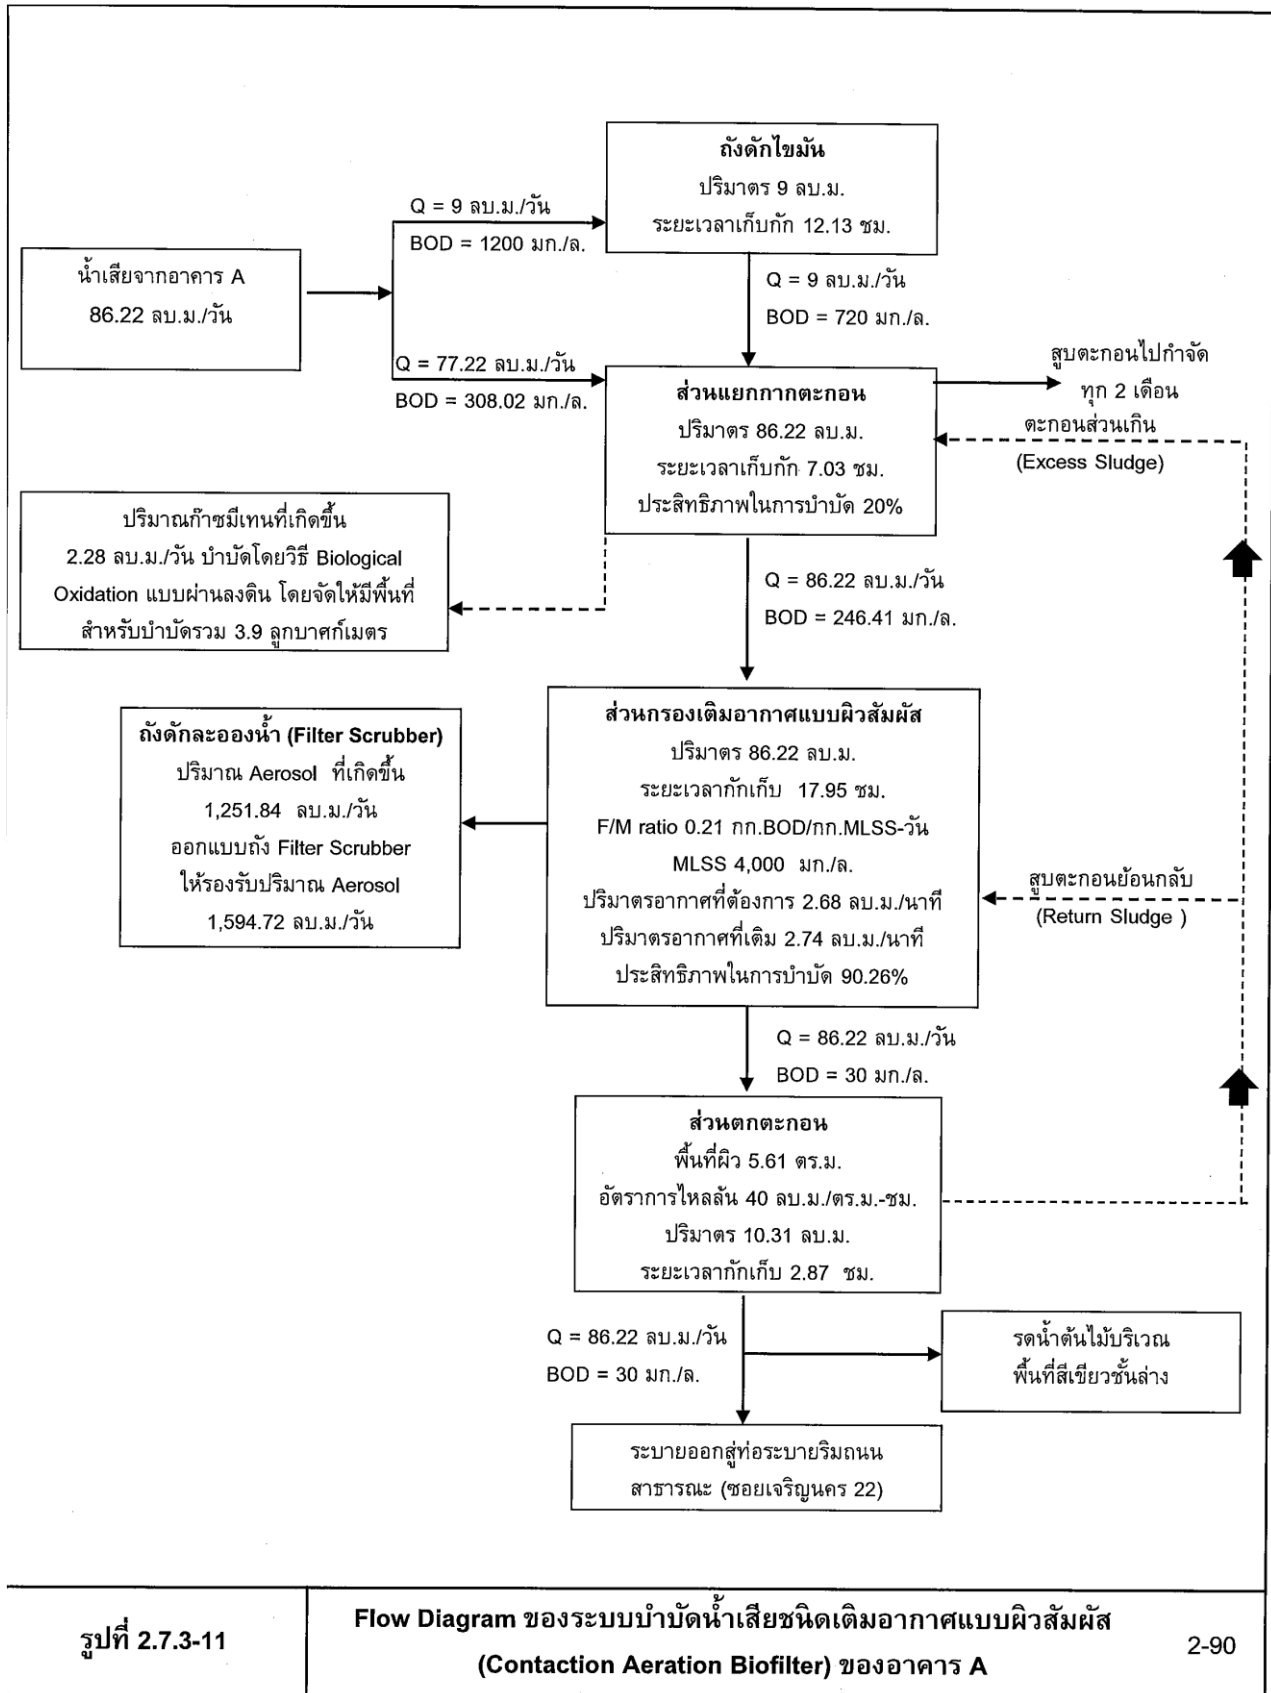 ถังดักไขมัน
ปริมาตร 9 ลบ.ม.
ระยะเวลาเก็บกัก 12.13 ชม.
Q = 9 ลบ.ม./วัน
BOD = 1200 มก./ล.
น้ำเสียจากอาคาร A
86.22 ลบ.ม./วัน
Q = 9 ลบ.ม./วัน
BOD = 720 มก./ล.
Q = 77.22 ลบ.ม./วัน
BOD = 308.02 มก./ล.
ส่วนแยกกากตะกอน
ปริมาตร 86.22 ลบ.ม.
ระยะเวลาเก็บกัก 7.03 ชม.
ประสิทธิภาพในการบำบัด 20%
สูบตะกอนไปกำจัด
ทุก 2 เดือน
ตะกอนส่วนเกิน
(Excess Sludge)
ปริมาณก๊าซมีเทนที่เกิดขึ้น
2.28 ลบ.ม./วัน บำบัดโดยวิธี Biological
Oxidation แบบผ่านลงดิน โดยจัดให้มีพื้นที่
สำหรับบำบัดรวม 3.9 ลูกบาศก์เมตร
Q = 86.22 ลบ.ม./วัน
BOD = 246.41 มก./ล.
ส่วนกรองเติมอากาศแบบผิวสัมผัส
ปริมาตร 86.22 ลบ.ม.
ระยะเวลากักเก็บ 17.95 ชม.
F/M ratio 0.21 กก.BOD/กก.MLSS-วัน
MLSS 4,000 มก./ล.
ปริมาตรอากาศที่ต้องการ 2.68 ลบ.ม./นาที
ปริมาตรอากาศที่เติม 2.74 ลบ.ม./นาที
ประสิทธิภาพในการบำบัด 90.26%
ถังดักละอองน้ำ (Filter Scrubber)
ปริมาณ Aerosol ที่เกิดขึ้น
1,251.84 ลบ.ม./วัน
ออกแบบถัง Filter Scrubber
ให้รองรับปริมาณ Aerosol
1,594.72 ลบ.ม./วัน
สูบตะกอนย้อนกลับ
(Return Sludge )
Q = 86.22 ลบ.ม./วัน
BOD = 30 มก./ล.
ส่วนตกตะกอน
พื้นที่ผิว 5.61 ตร.ม.
อัตราการไหลล้น 40 ลบ.ม./ตร.ม.-ชม.
ปริมาตร 10.31 ลบ.ม.
ระยะเวลากักเก็บ 2.87 ชม.
Q = 86.22 ลบ.ม./วัน
BOD = 30 มก./ล.
รดน้ำต้นไม้บริเวณ
พื้นที่สีเขียวชั้นล่าง
ระบายออกสู่ท่อระบายริมถนน
สาธารณะ (ซอยเจริญนคร 22)
รูปที่ 2.7.3-11
Flow Diagram ของระบบบำบัดน้ำเสียชนิดเติมอากาศแบบผิวสัมผัส
(Contaction Aeration Biofilter) ของอาคาร A
2-90